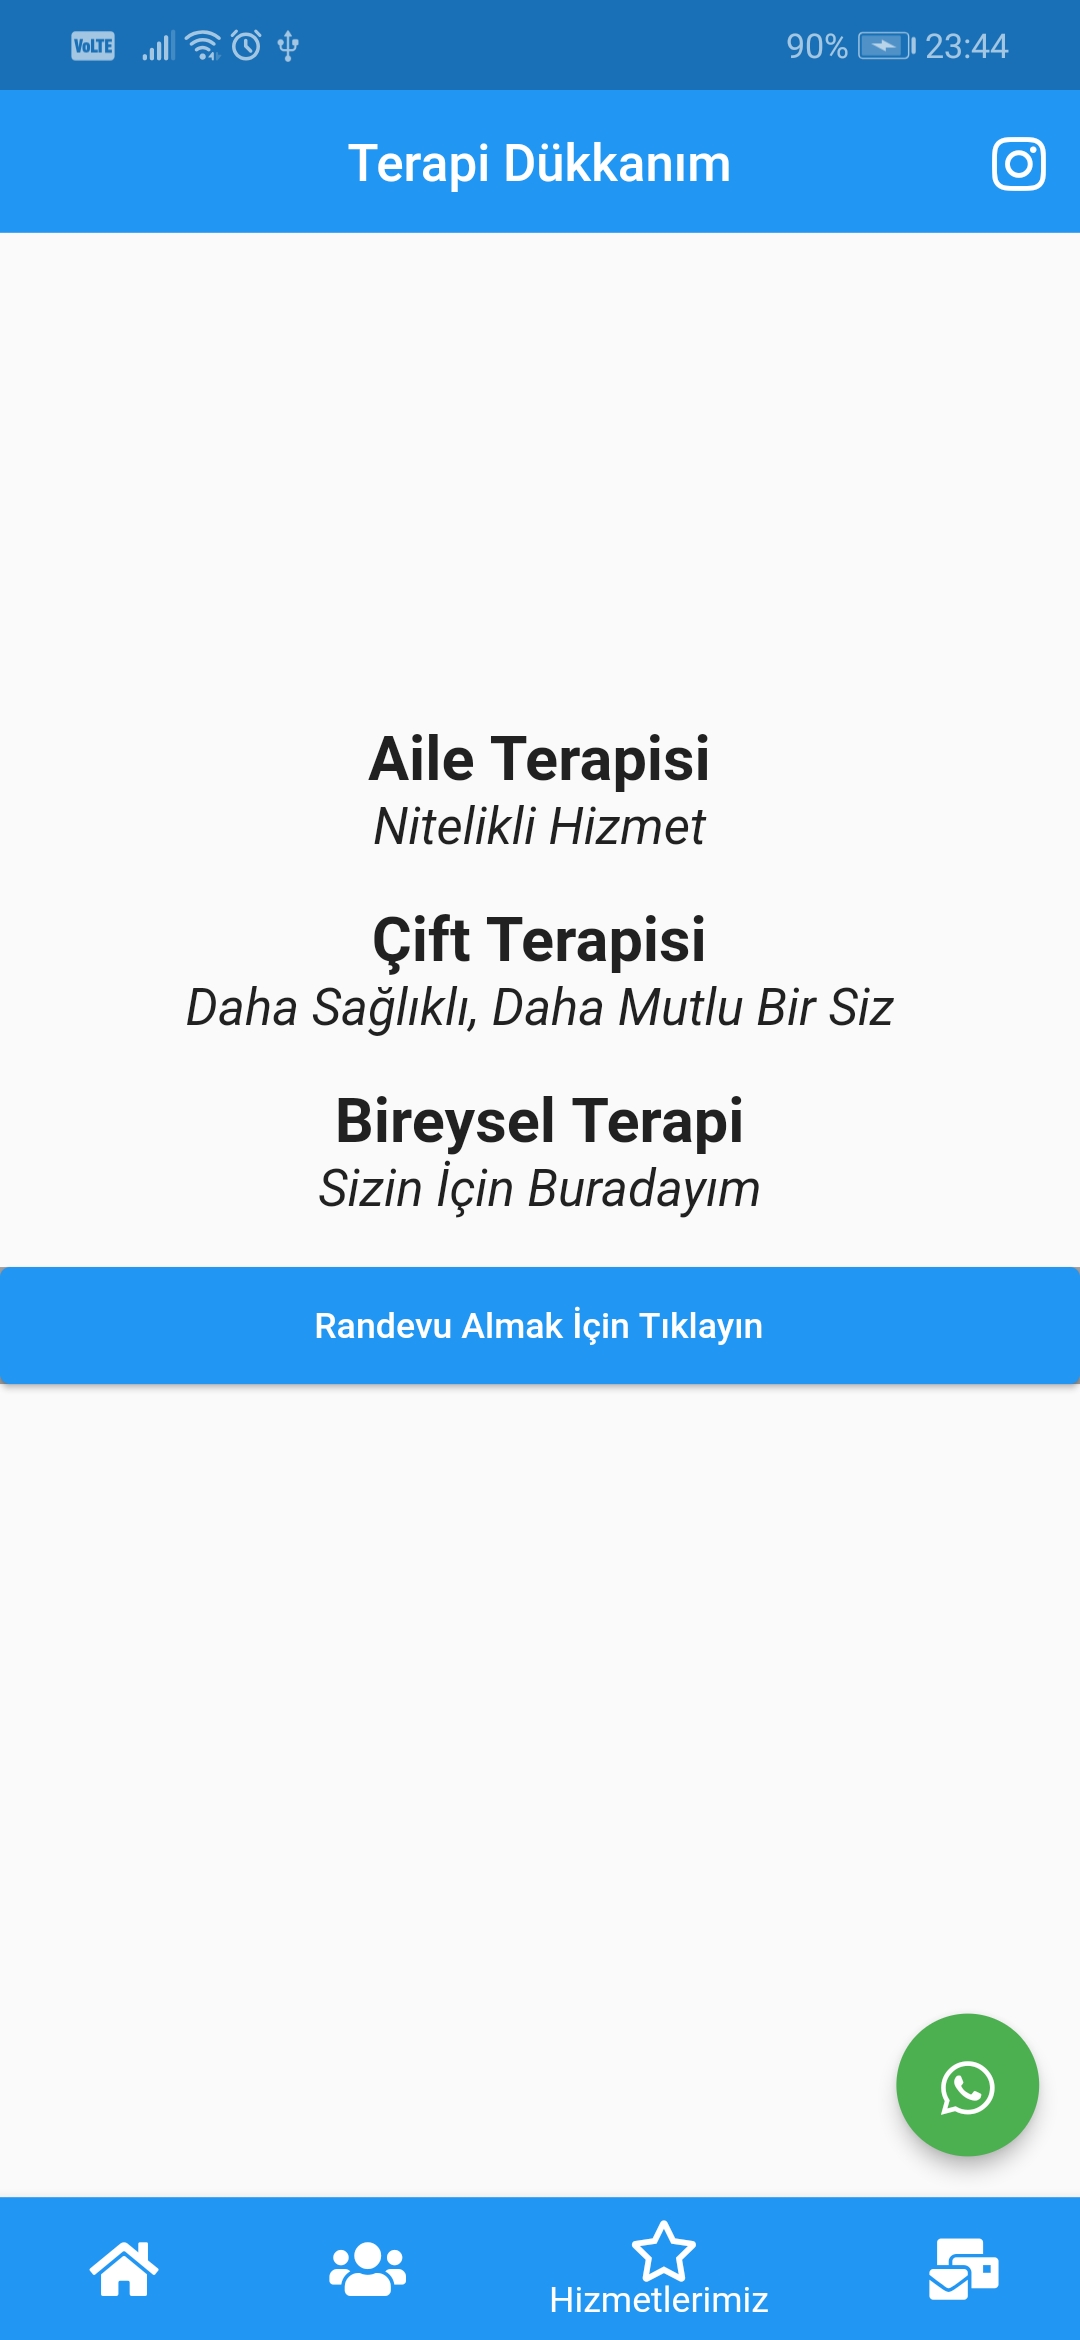 VoLTE 90% 23:44
Terapi Dükkanım
Aile Terapisi
Nitelikli Hizmet
Çift Terapisi
Daha Sağlıklı, Daha Mutlu Bir Siz
Bireysel Terapi
Sizin İçin Buradayım
Randevu Almak İçin Tıklayın
Hizmetlerimiz